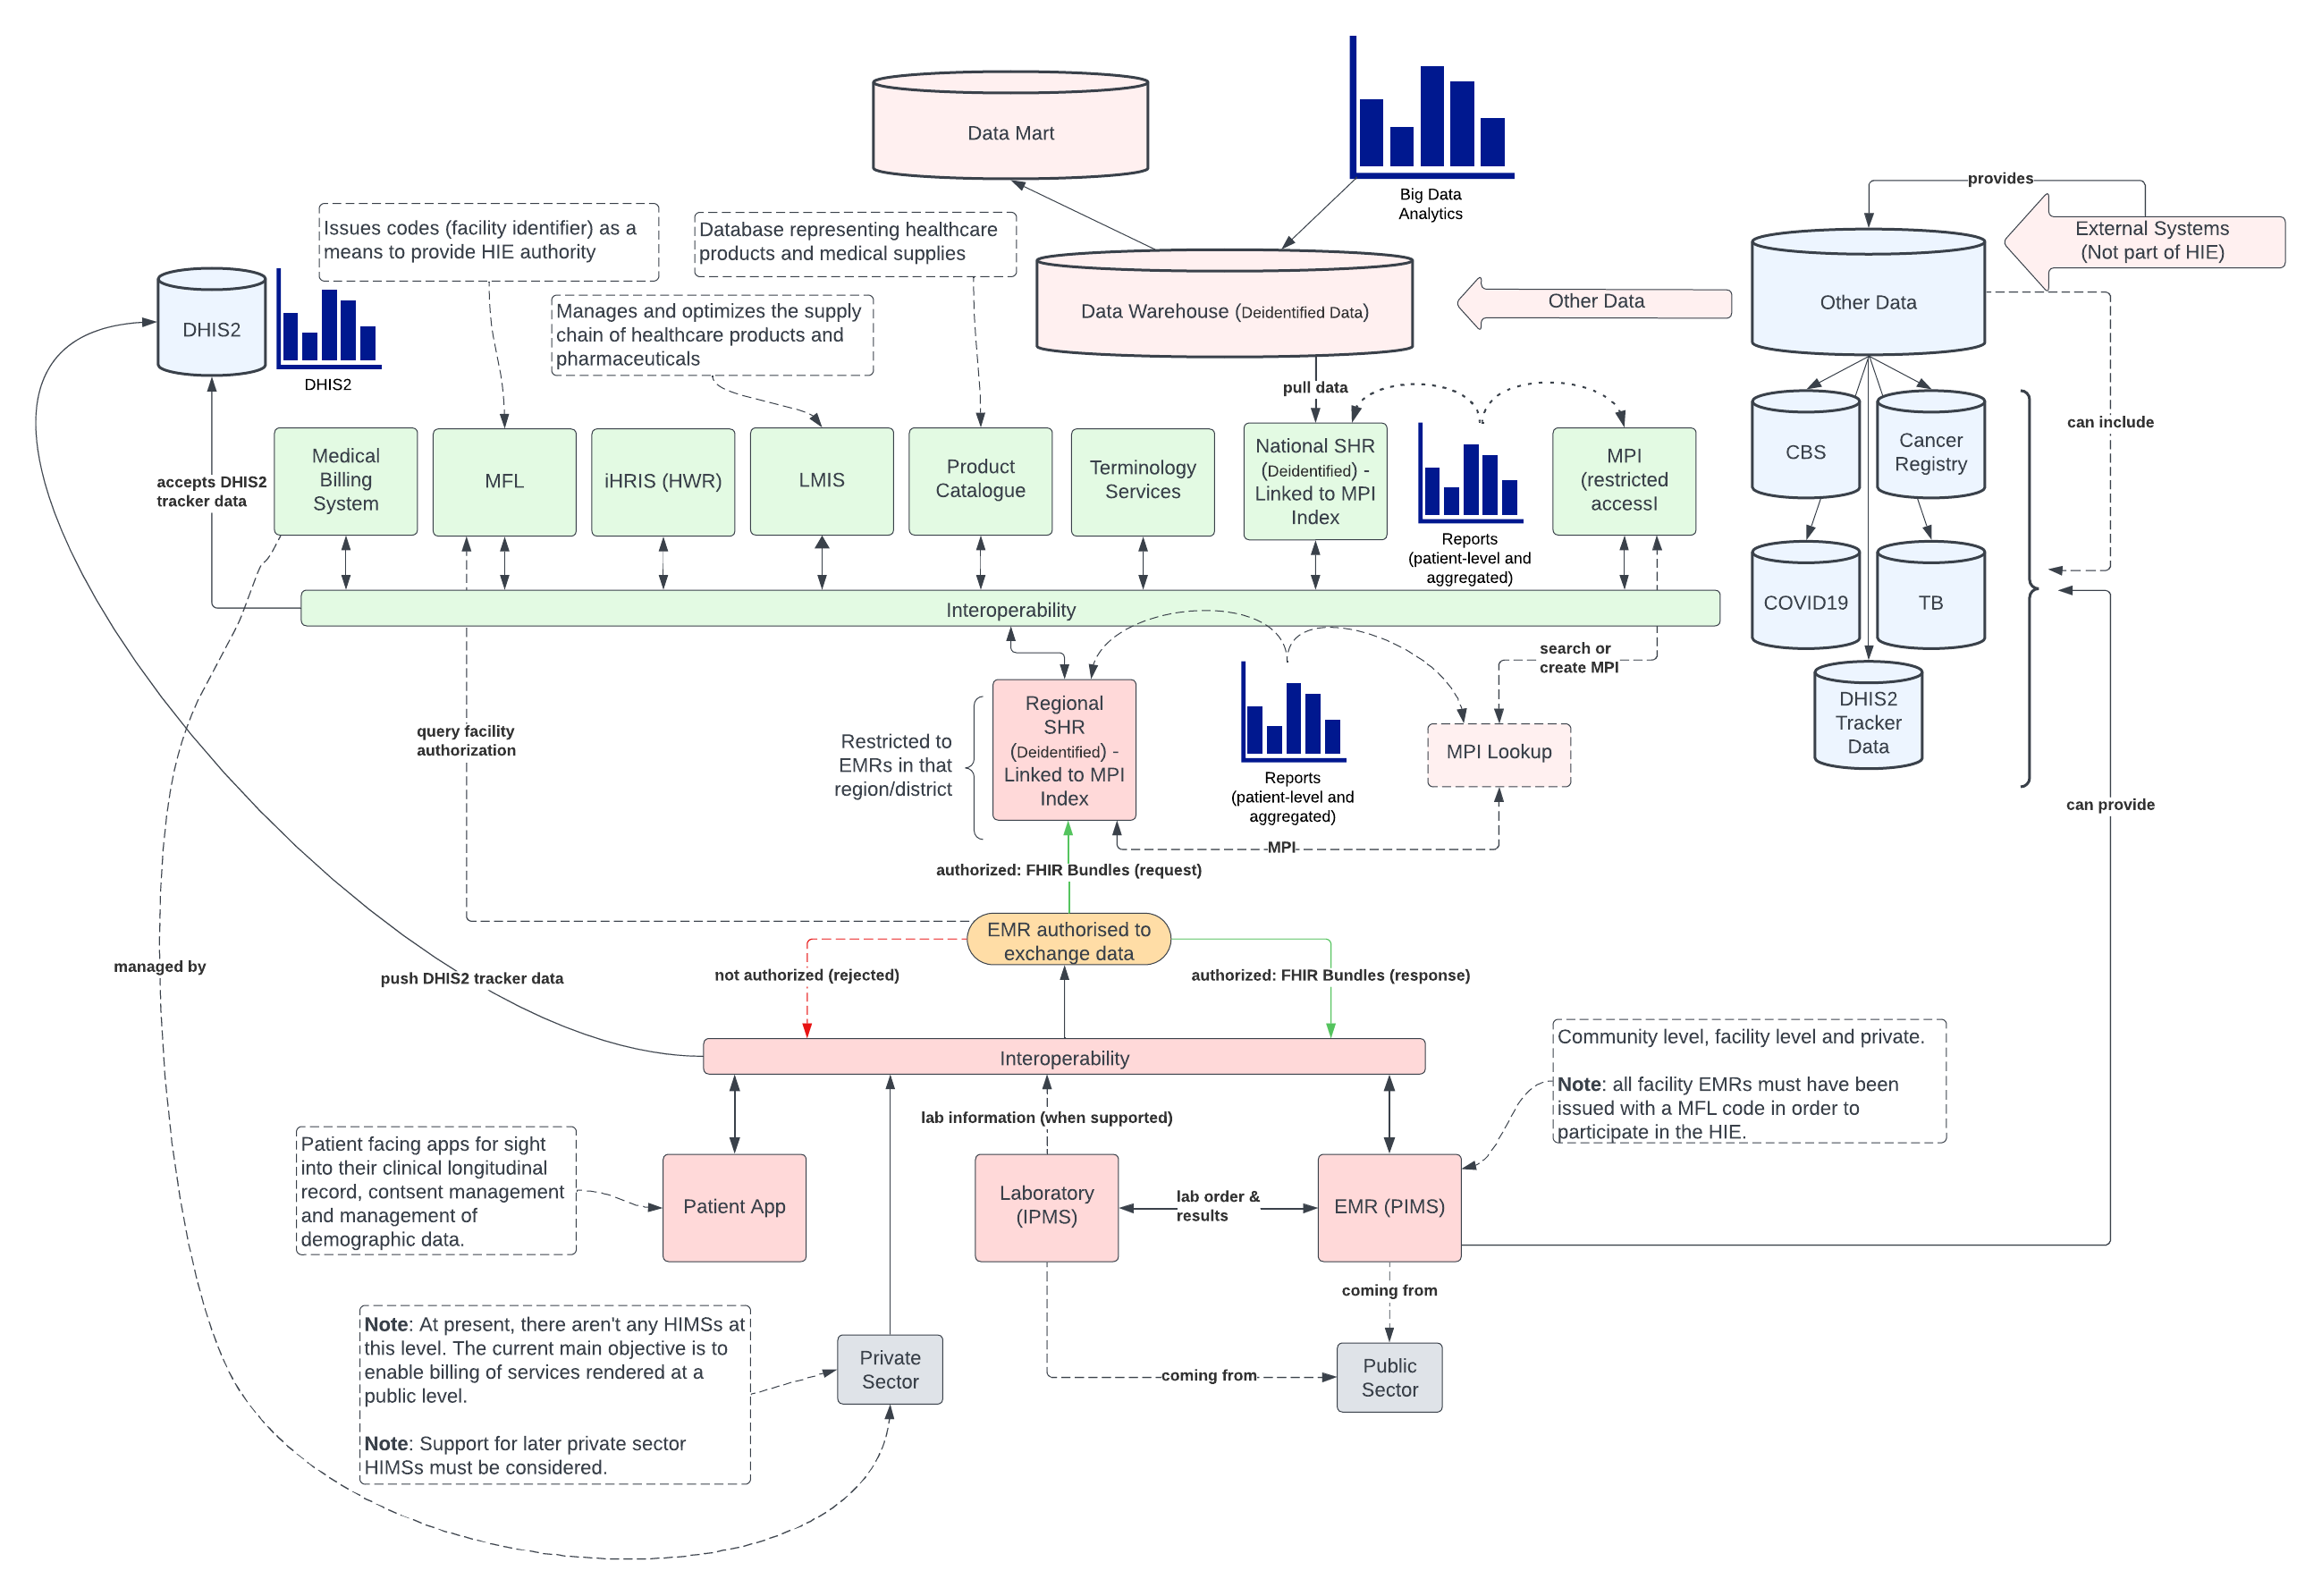 Data Mart
Big Data
Analytics
provides
External Systems
(Not part of HIE)
Issues codes (facility identifier) as a
means to provide HIE authority
Database representing healthcare
products and medical supplies
Manages and optimizes the supply
chain of healthcare products and
pharmaceuticals
Data Warehouse (Deidentified Data)
Other Data
Other Data
DHIS2
DHIS2
pull data
can include
accepts DHIS2
tracker data
Medical
Billing
System
MFL
iHRIS (HWR)
LMIS
Product
Catalogue
Terminology
Services
National SHR
(Deidentified) -
Linked to MPI
Index
Reports
(patient-level and
aggregated)
MPI
(restricted
accessI
CBS
Cancer
Registry
COVID19
TB
DHIS2
Tracker
Data
Interoperability
search or
create MPI
query facility
authorization
Restricted to
EMRs in that
region/district
Regional
SHR
(Deidentified) -
Linked to MPI
Index
Reports
(patient-level and
aggregated)
MPI Lookup
can provide
MPI
authorized: FHIR Bundles (request)
EMR authorised to
exchange data
managed by
push DHIS2 tracker data
not authorized (rejected)
authorized: FHIR Bundles (response)
Interoperability
Community level, facility level and private.
Note: all facility EMRs must have been
issued with a MFL code in order to
participate in the HIE.
lab information (when supported)
Patient facing apps for sight
into their clinical longitudinal
record, contsent management
and management of
demographic data.
Patient App
Laboratory
(IPMS)
lab order &
results
EMR (PIMS)
coming from
Note: At present, there aren't any HIMSs at
this level. The current main objective is to
enable billing of services rendered at a
public level.
Note: Support for later private sector
HIMSs must be considered.
Private
Sector
coming from
Public
Sector